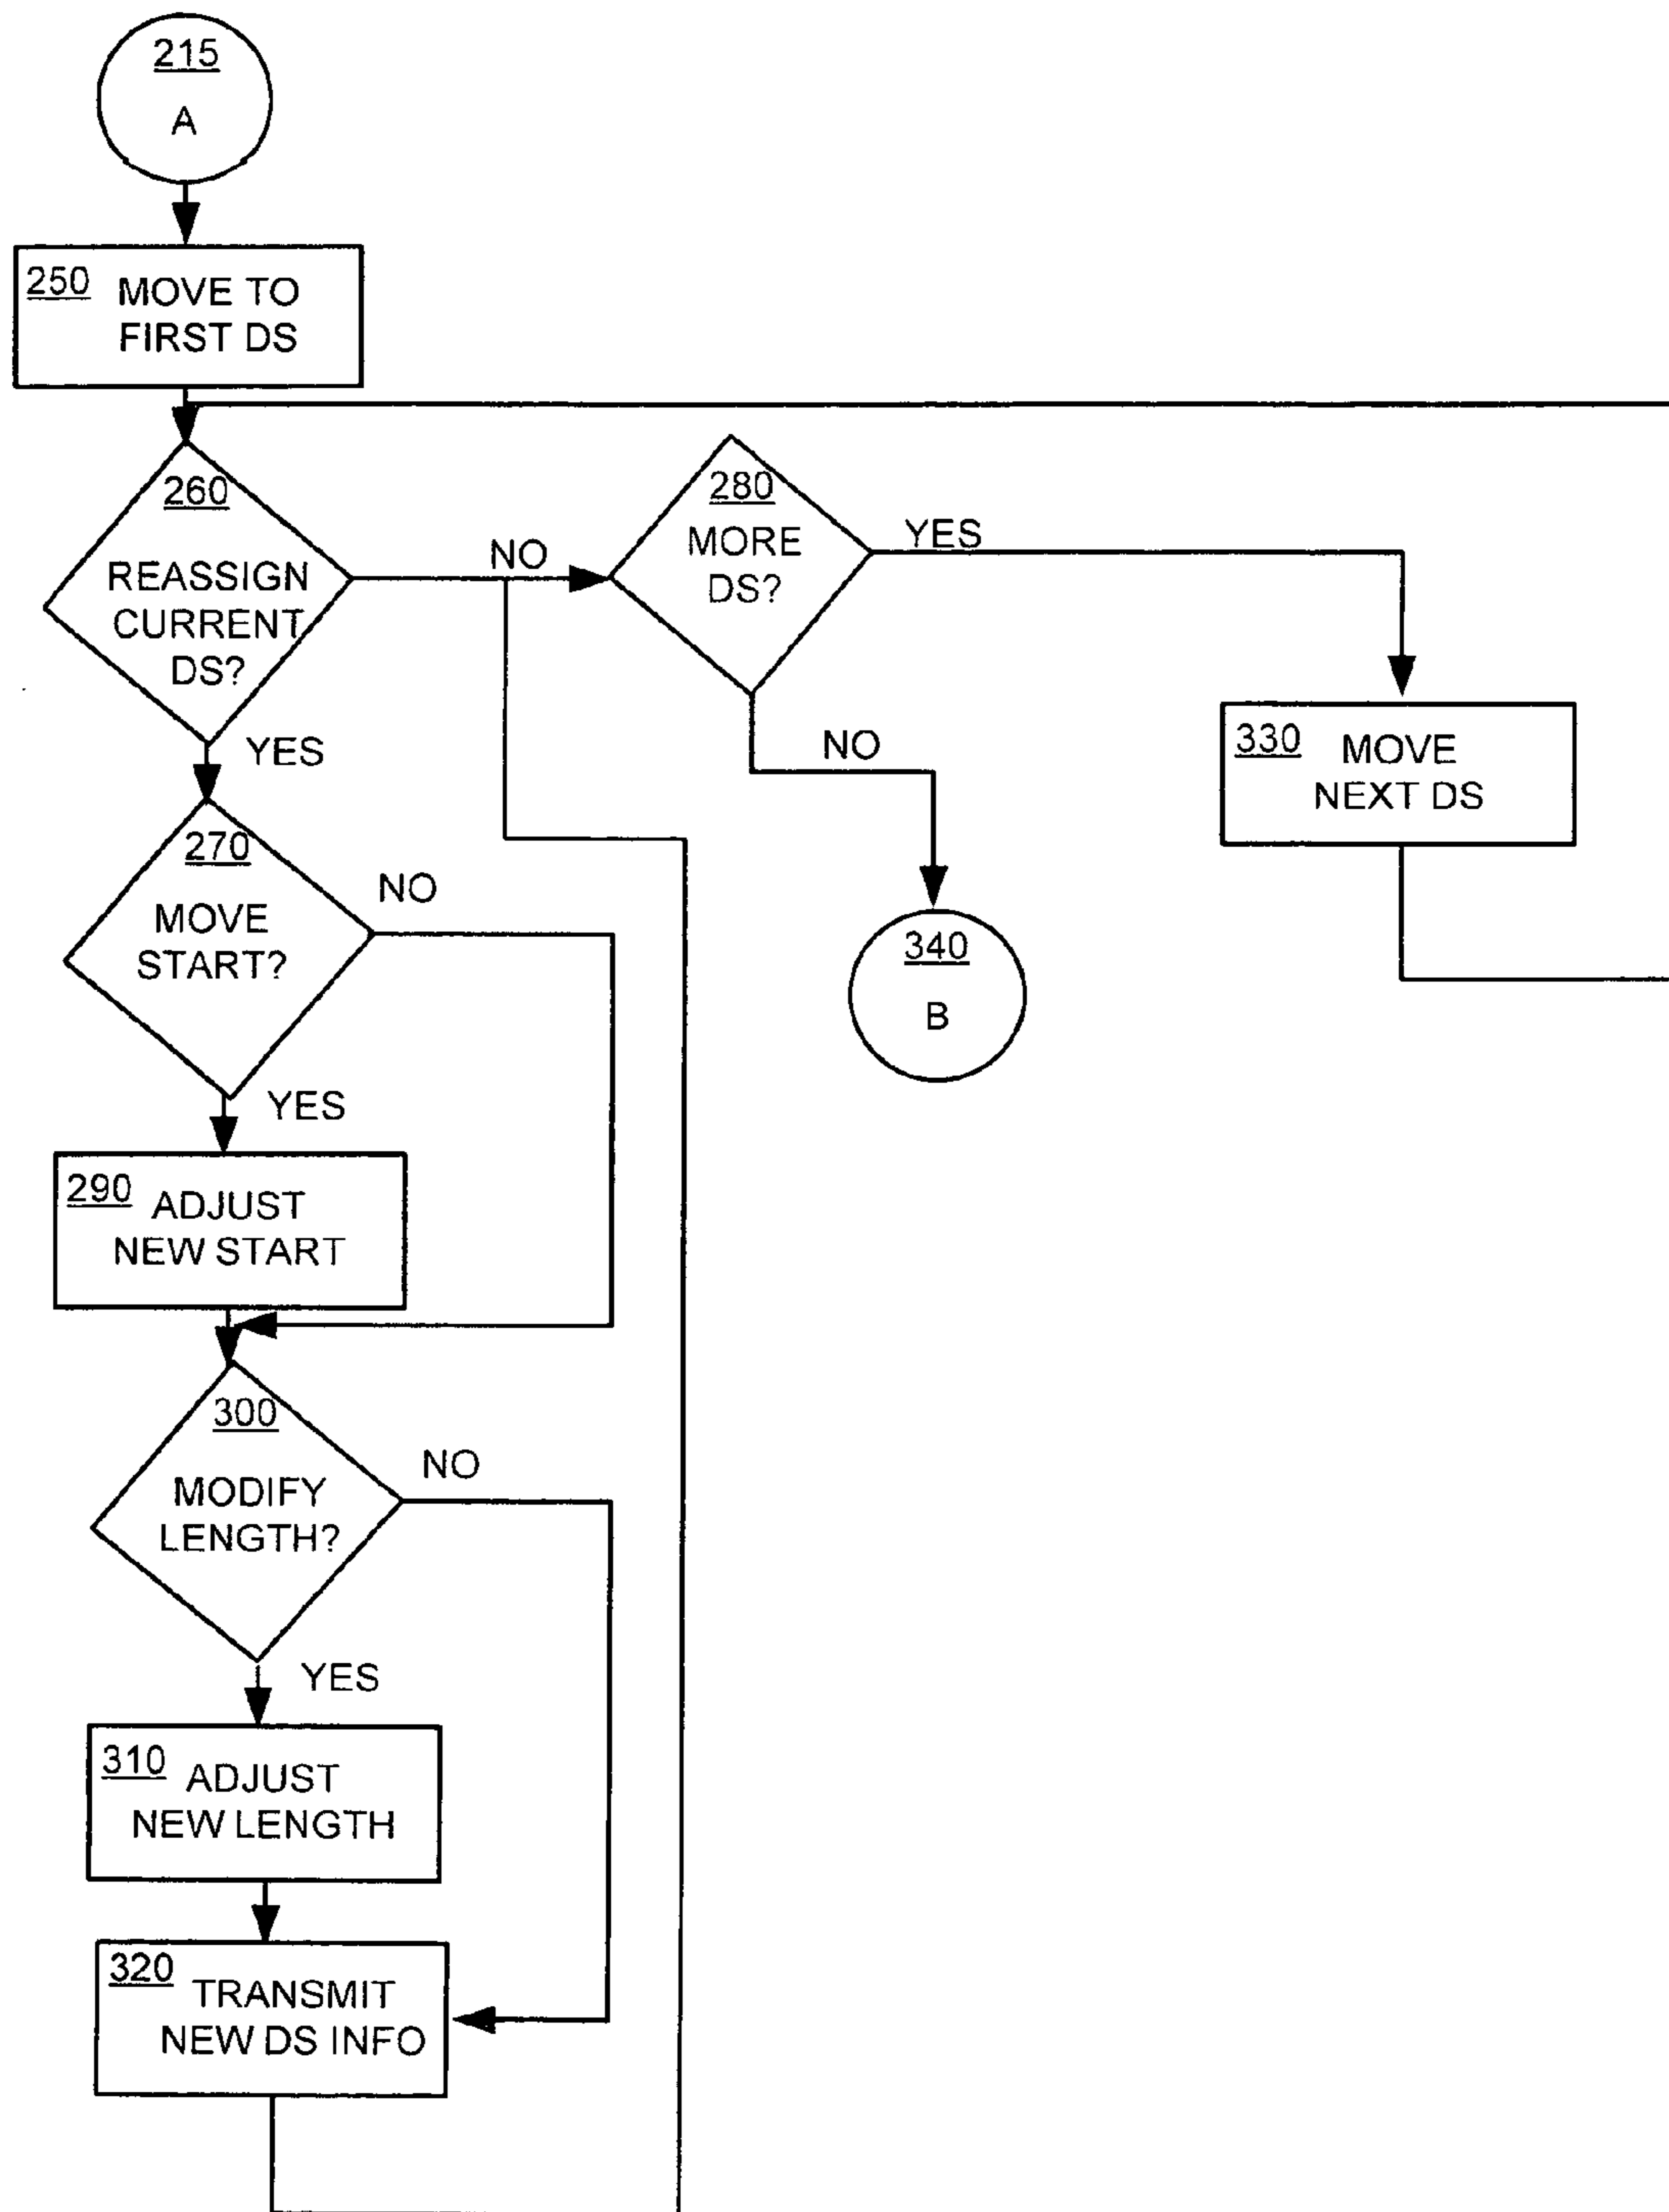 215
A
250 MOVE TO
FIRST DS
260
REASSIGN
CURRENT
DS?
NO
YES
280
MORE
DS?
YES
NO
330 MOVE
NEXT DS
340
B
270
MOVE
START?
NO
YES
290 ADJUST
NEW START
300
MODIFY
LENGTH?
NO
YES
310 ADJUST
NEW LENGTH
320 TRANSMIT
NEW DS INFO